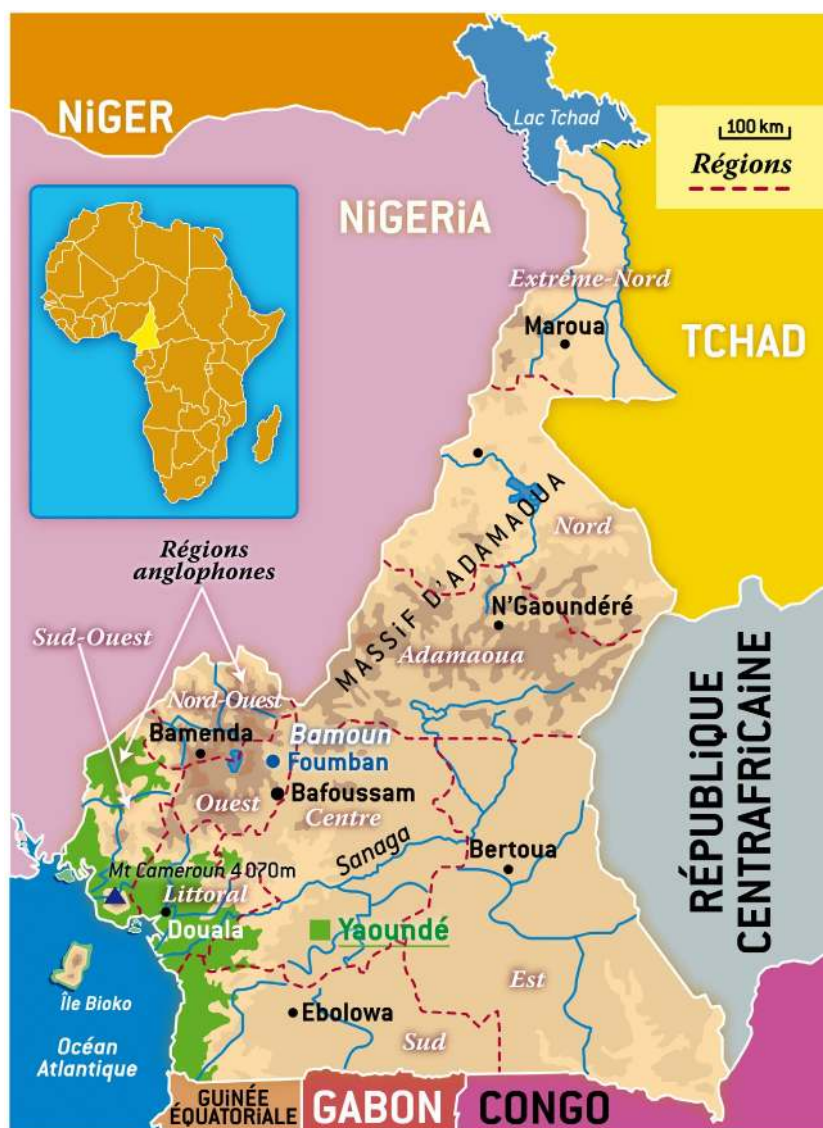 NiGER
Lac Tchad
100 km
Régions
NiGERiA
Extrême-Nord
Maroua
TCHAD
Régions
anglophones
MASSiF D'ADAMAOUA
Nord
N'Gaoundéré
Sud-Ouest
Adamaoua
Nord-Ouest
Bamenda
Bamoun
Foumban
Ouest
Bafoussam
Centre
RÉPUBLiQUE
CENTRAFRiCAiNE
Sanaga
Bertoua
Mt Cameroun 4 070m
Littoral
Douala
Yaoundé
Est
Île Bioko
Ebolowa
Océan
Atlantique
Sud
GUiNÉE
ÉQUATORiALE
GABON
CONGO